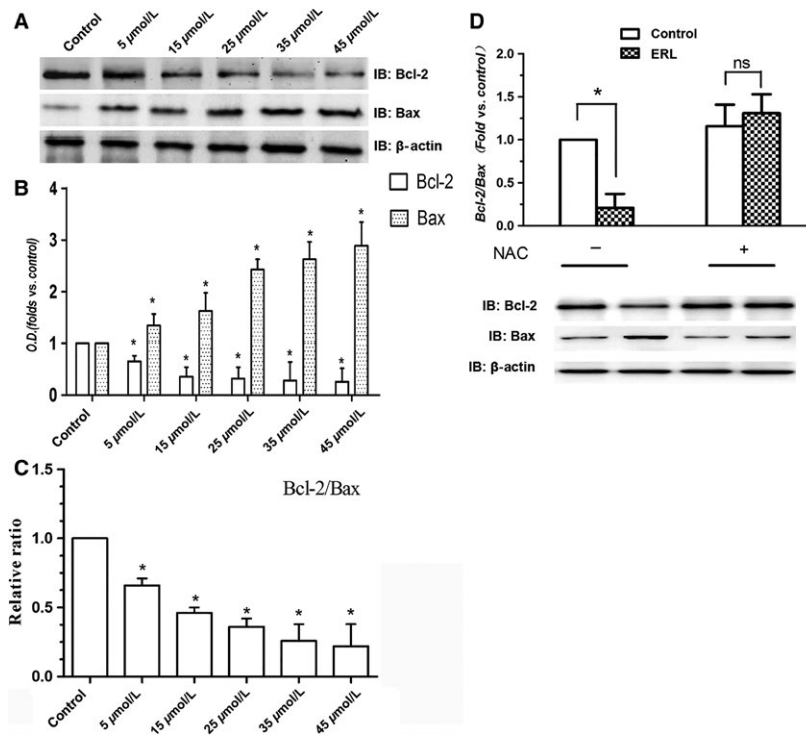 A
Control
5 µmol/L
15 µmol/L
25 µmol/L
35 µmol/L
45 µmol/L
IB: Bcl-2
IB: Bax
IB: β-actin
B
O.D.(folds vs. control)
4
3
2
1
0
*
*
*
*
*
*
*
*
*
*
Bcl-2
Bax
Control
5 µmol/L
15 µmol/L
25 µmol/L
35 µmol/L
45 µmol/L
C
Bcl-2/Bax
Relative ratio
1.5
1.0
0.5
0.0
*
*
*
*
*
Control
5 µmol/L
15 µmol/L
25 µmol/L
35 µmol/L
45 µmol/L
D
Control
ERL
Bcl-2/Bax (Fold vs. control)
2.0
1.5
1.0
0.5
0.0
*
ns
NAC − +
IB: Bcl-2
IB: Bax
IB: β-actin